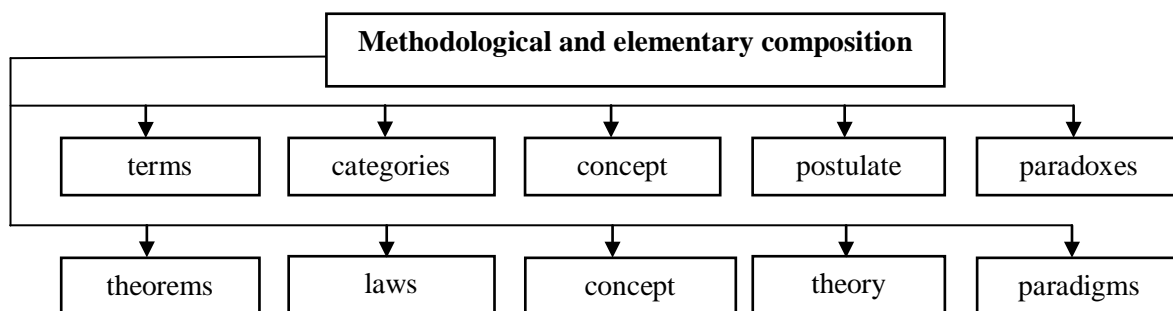 Methodological and elementary composition
terms categories concept postulate paradoxes
theorems laws concept theory paradigms